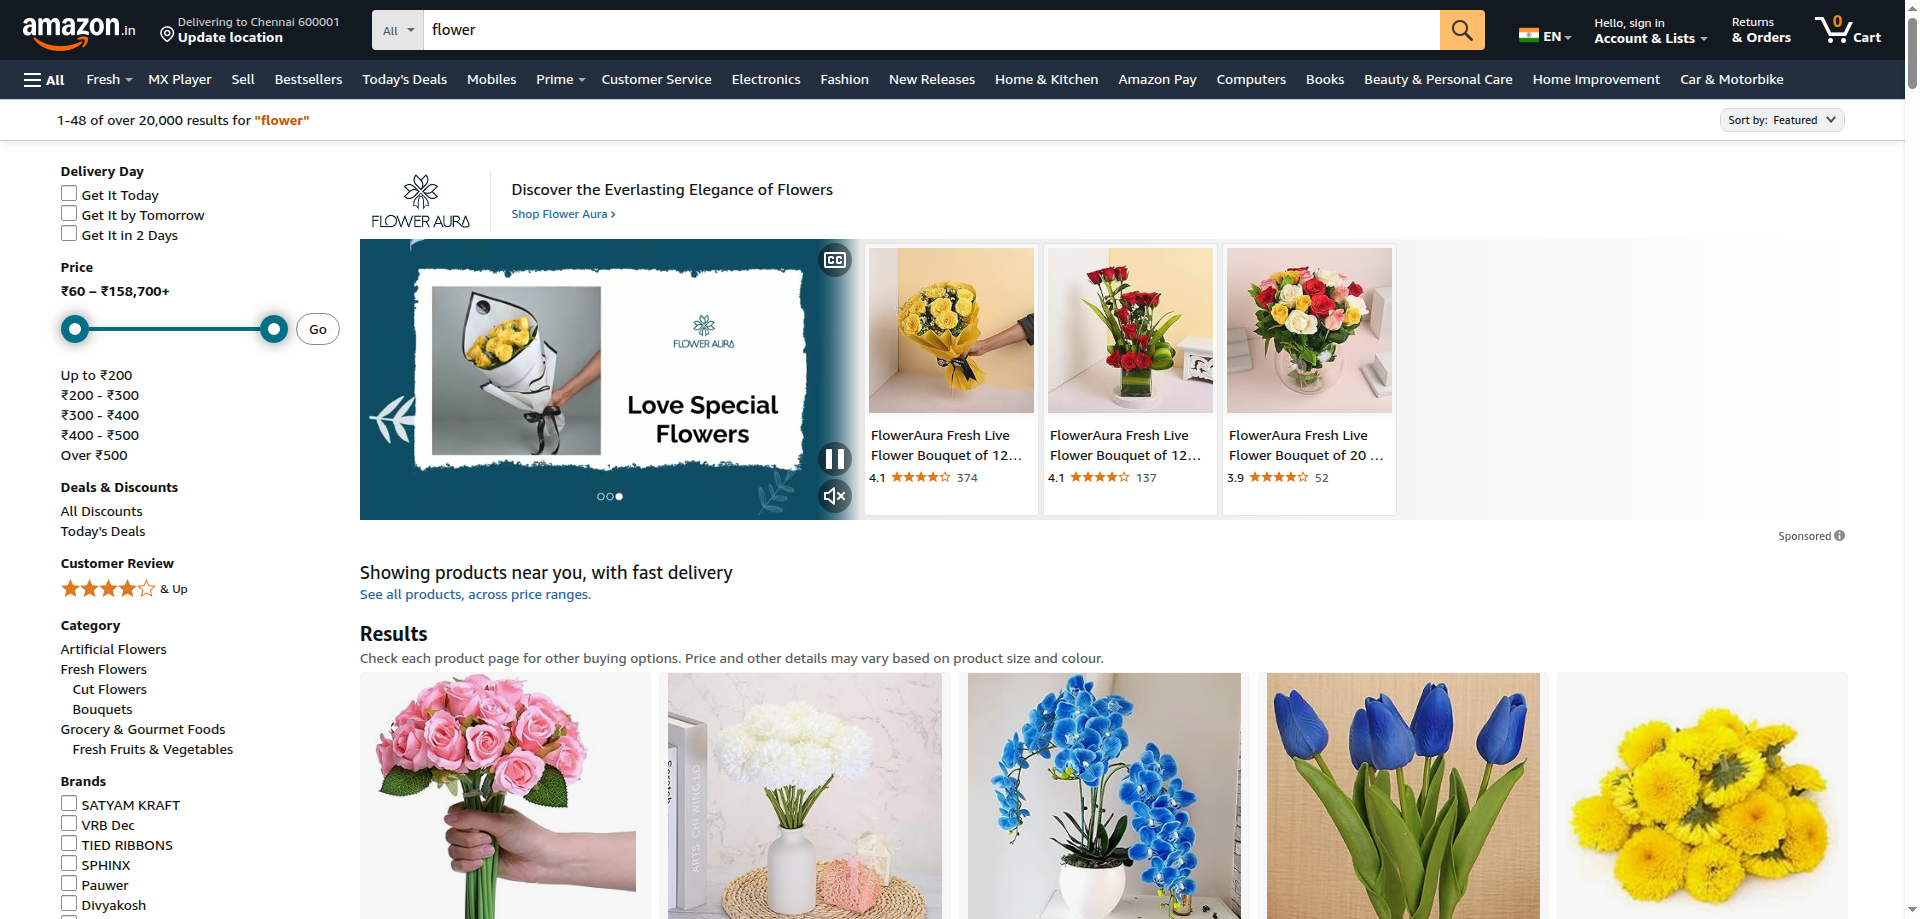 amazon.in
Delivering to Chennai 600001
Update location
All
flower
EN
Hello, sign in
Account & Lists
Returns
& Orders
0
Cart
All
Fresh
MX Player
Sell
Bestsellers
Today's Deals
Mobiles
Prime
Customer Service
Electronics
Fashion
New Releases
Home & Kitchen
Amazon Pay
Computers
Books
Beauty & Personal Care
Home Improvement
Car & Motorbike
1-48 of over 20,000 results for "flower"
Sort by: Featured
Delivery Day
Get It Today
Get It by Tomorrow
Get It in 2 Days
Price
₹60 – ₹158,700+
Go
Up to ₹200
₹200 - ₹300
₹300 - ₹400
₹400 - ₹500
Over ₹500
Deals & Discounts
All Discounts
Today's Deals
Customer Review
& Up
Category
Artificial Flowers
Fresh Flowers
Cut Flowers
Bouquets
Grocery & Gourmet Foods
Fresh Fruits & Vegetables
Brands
SATYAM KRAFT
VRB Dec
TIED RIBBONS
SPHINX
Pauwer
Divyakosh
FLOWER AURA
Discover the Everlasting Elegance of Flowers
Shop Flower Aura ›
CC
FLOWER AURA
Love Special
Flowers
FlowerAura Fresh Live
Flower Bouquet of 12...
4.1
374
FlowerAura Fresh Live
Flower Bouquet of 12...
4.1
137
FlowerAura Fresh Live
Flower Bouquet of 20 ...
3.9
52
Sponsored
Showing products near you, with fast delivery
See all products, across price ranges.
Results
Check each product page for other buying options. Price and other details may vary based on product size and colour.